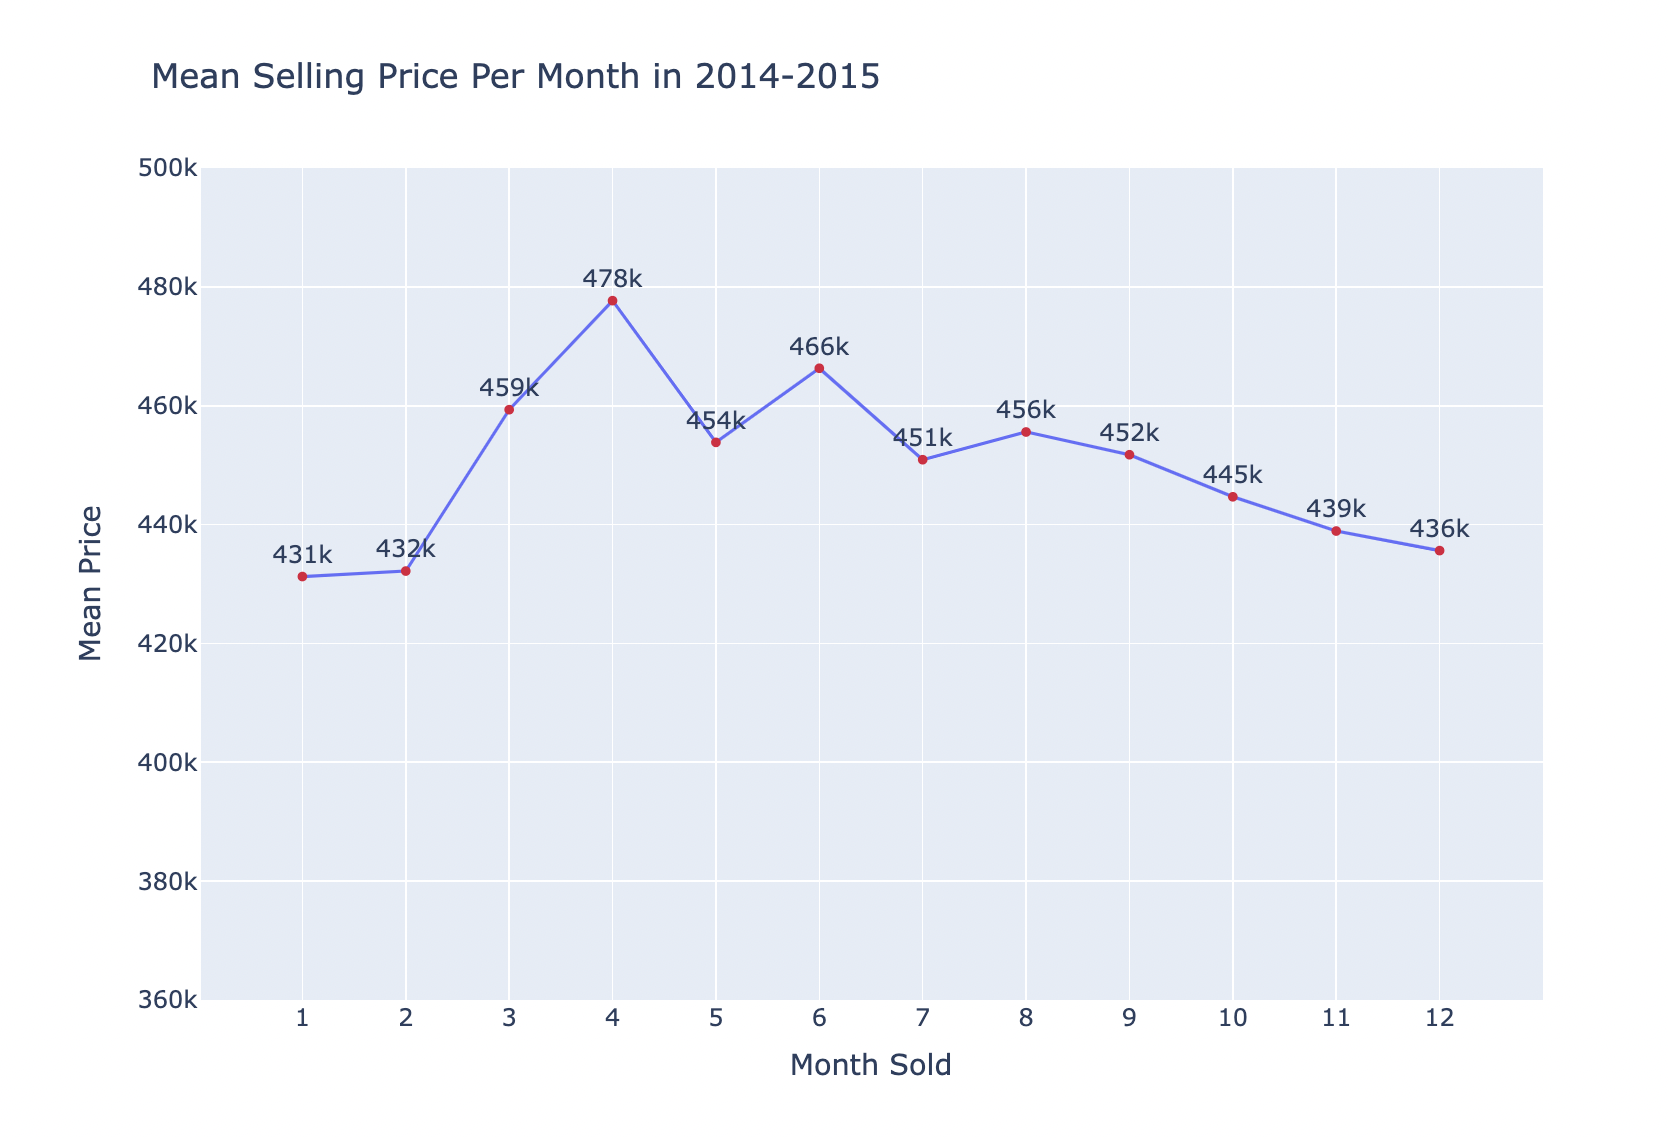 Mean Selling Price Per Month in 2014-2015
500k
480k
460k
440k
420k
400k
380k
360k
Mean Price
431k
432k
459k
478k
454k
466k
451k
456k
452k
445k
439k
436k
1 2 3 4 5 6 7 8 9 10 11 12
Month Sold